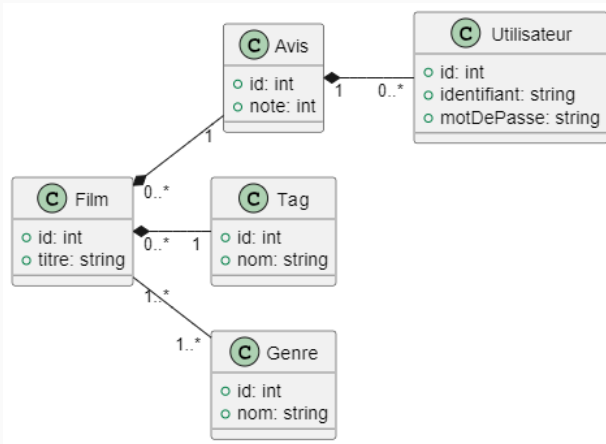 C Avis
id: int
note: int
C Utilisateur
id: int
identifiant: string
motDePasse: string
1
0..*
1
0..*
C Film
id: int
titre: string
C Tag
id: int
nom: string
0..*
1
1..*
1..*
C Genre
id: int
nom: string